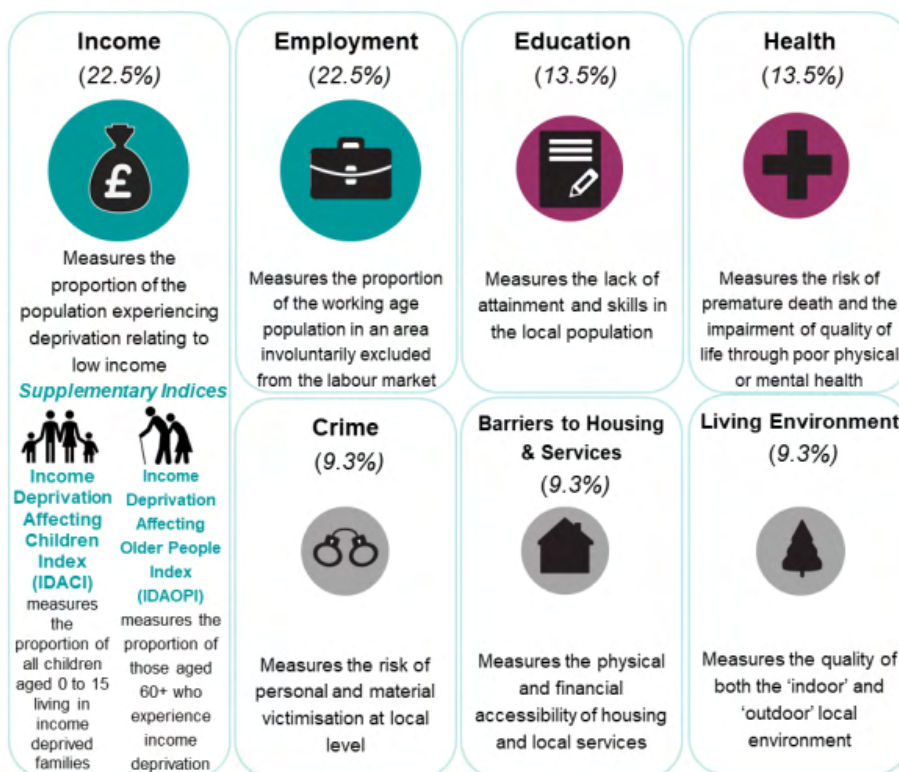 Income
(22.5%)
£
Measures the
proportion of the
population experiencing
deprivation relating to
low income
Supplementary Indices
Income
Deprivation
Affecting
Children
Index
(IDACI)
measures
the
proportion of
all children
aged 0 to 15
living in
income
deprived
families
Income
Deprivation
Affecting
Older People
Index
(IDAOPI)
measures the
proportion of
those aged
60+ who
experience
income
deprivation
Employment
(22.5%)
Measures the proportion
of the working age
population in an area
involuntarily excluded
from the labour market
Education
(13.5%)
Measures the lack of
attainment and skills in
the local population
Health
(13.5%)
Measures the risk of
premature death and the
impairment of quality of
life through poor physical
or mental health
Crime
(9.3%)
Measures the risk of
personal and material
victimisation at local
level
Barriers to Housing
& Services
(9.3%)
Measures the physical
and financial
accessibility of housing
and local services
Living Environment
(9.3%)
Measures the quality of
both the ‘indoor’ and
‘outdoor’ local
environment